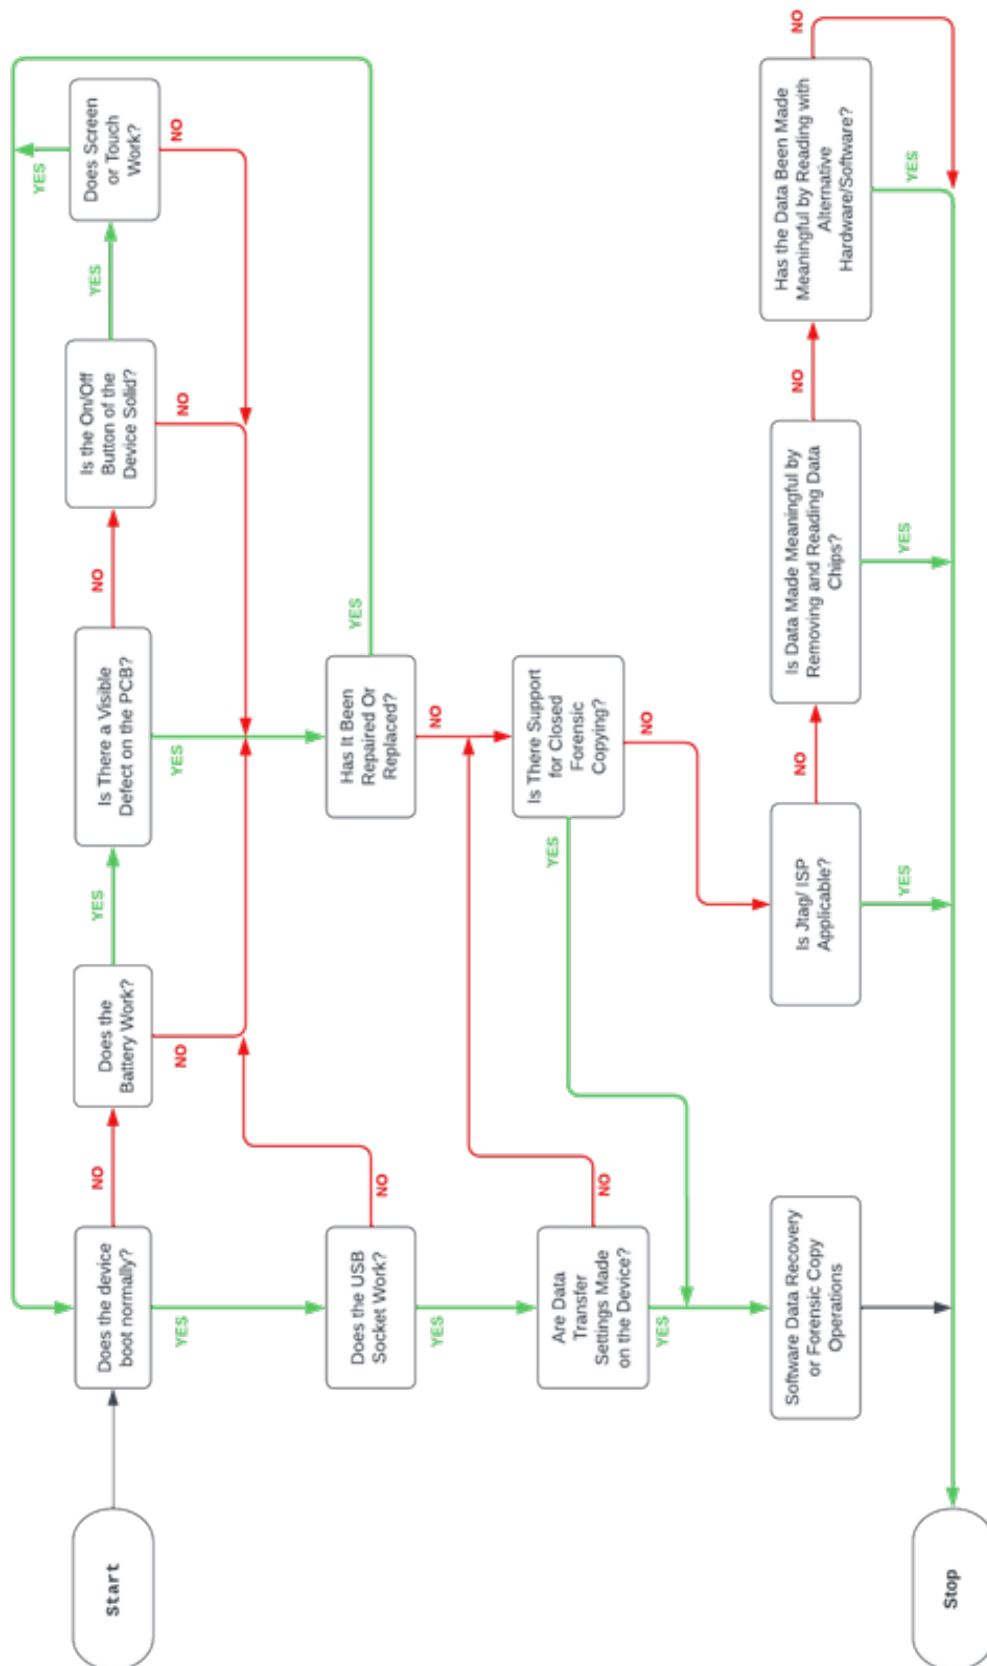 Start
Does the device
boot normally?
NO
YES
Does the
Battery Work?
YES
NO
Is There a Visible
Defect on the PCB?
NO
YES
Is the On/Off
Button of the
Device Solid?
YES
NO
Does Screen
or Touch
Work?
YES
NO
Does the USB
Socket Work?
NO
YES
Has It Been
Repaired Or
Replaced?
YES
NO
Are Data
Transfer
Settings Made
on the Device?
NO
YES
Is There Support
for Closed
Forensic
Copying?
YES
NO
Software Data Recovery
or Forensic Copy
Operations
Is Jtag/ ISP
Applicable?
NO
YES
Is Data Made Meaningful by
Removing and Reading Data
Chips?
NO
YES
Has the Data Been Made
Meaningful by Reading with
Alternative
Hardware/Software?
NO
YES
Stop